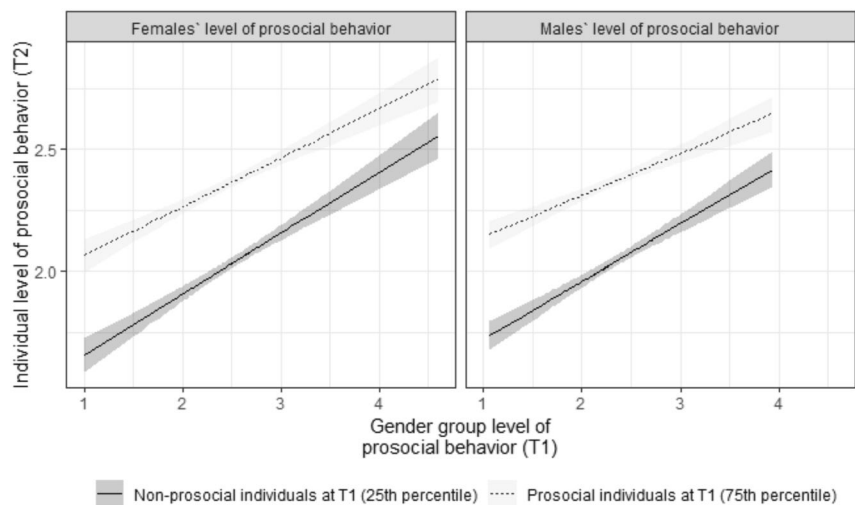 Females` level of prosocial behavior
Males` level of prosocial behavior
Individual level of prosocial behavior (T2)
2.5
2.0
1 2 3 4
1 2 3 4
Gender group level of
prosocial behavior (T1)
Non-prosocial individuals at T1 (25th percentile)
Prosocial individuals at T1 (75th percentile)